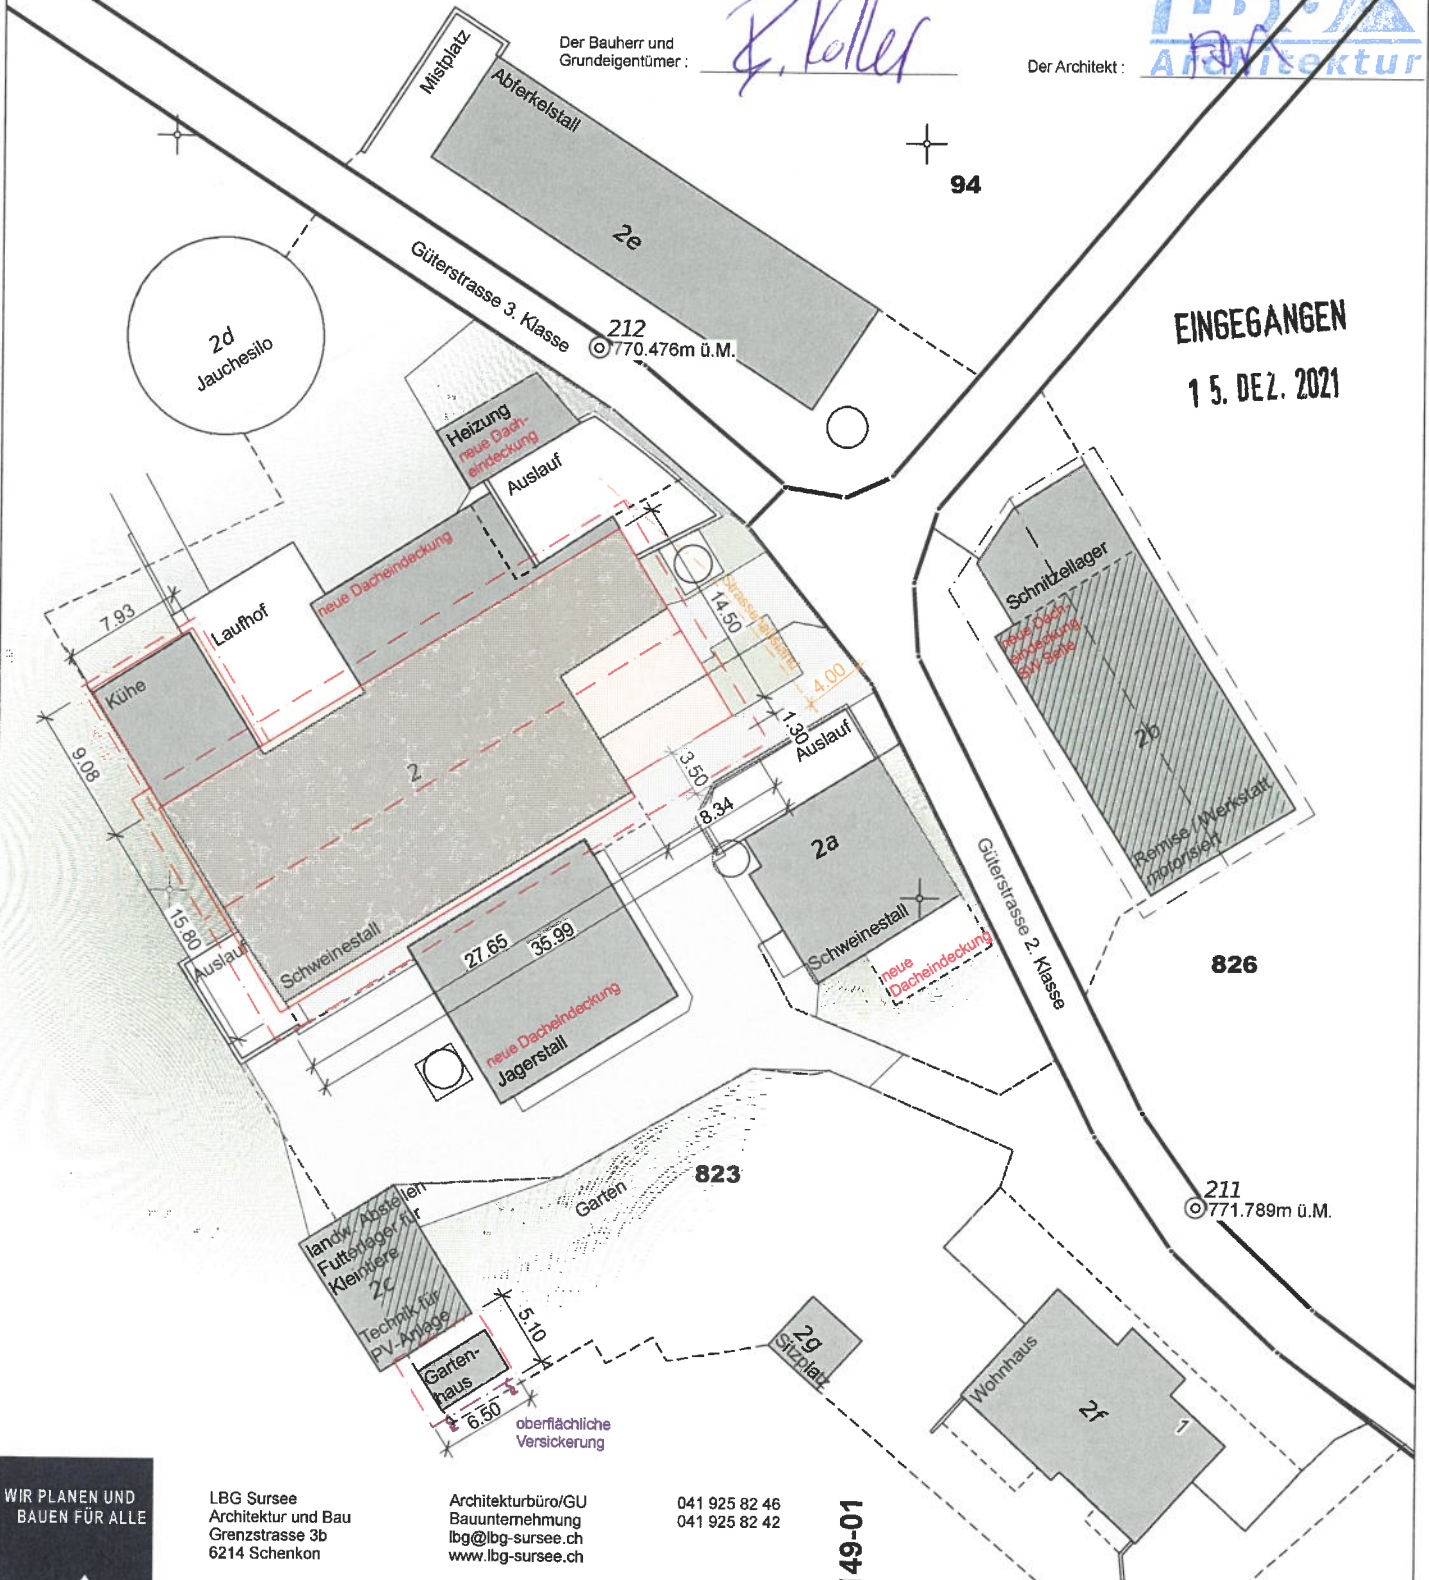 Der Bauherr und
Grundeigentümer :
K. Koller
Der Architekt :
Architektur
Mistplatz
Abferkelstall
94
2e
Güterstrasse 3. Klasse
2d
Jauchesilo
212
770.476m ü.M.
EINGEGANGEN
15. DEZ. 2021
Heizung
neue Dach-
eindeckung
Auslauf
neue Dacheindeckung
Laufhof
7.93
Kühe
9.08
2
14.50
Strassenabstand
4.00
1.30
Auslauf
3.50
8.34
Schnitzellager
neue Dach-
eindeckung
SW Seite
2b
Remise / Werkstatt
motorisiert
15.80
Auslauf
Schweinestall
27.65
35.99
neue Dacheindeckung
Jagerstall
2a
Schweinestall
neue
Dacheindeckung
Güterstrasse 2. Klasse
826
823
Garten
211
771.789m ü.M.
landw. Abstellen
Futterlager für
Kleintiere
2c
Technik für
PV-Anlage
5.10
Garten-
haus
6.50
oberflächliche
Versickerung
2g
Sitzplatz
Wohnhaus
2f
1
WIR PLANEN UND
BAUEN FÜR ALLE
LBG Sursee
Architektur und Bau
Grenzstrasse 3b
6214 Schenkon
Architekturbüro/GU
Bauunternehmung
lbg@lbg-sursee.ch
www.lbg-sursee.ch
041 925 82 46
041 925 82 42
149-01